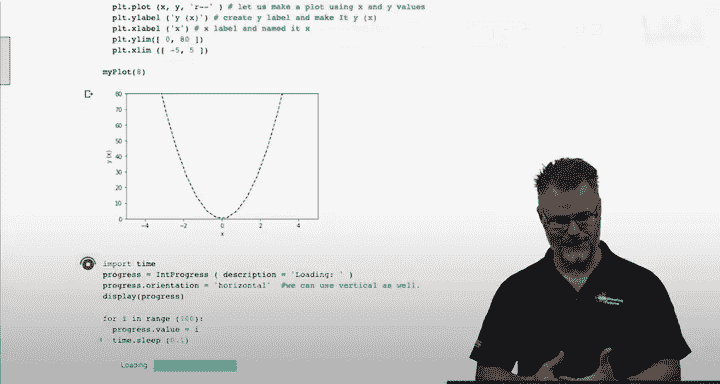 plt.plot (x, y, 'r--' ) # let us make a plot using x and y values
plt.ylabel ('y (x)') # create y label and make It y (x)
plt.xlabel ('x') # x label and named it x
plt.ylim([ 0, 80 ])
plt.xlim ([ -5, 5 ])
myPlot(8)
80
70
60
50
40
30
20
10
0
y(x)
-4 -2 0 2 4
x
import time
progress = IntProgress ( description = 'Loading: ' )
progress.orientation = 'horizontal' #we can use vertical as well.
display(progress)
for i in range (100):
progress.value = i
time.sleep (0.1)
Loading